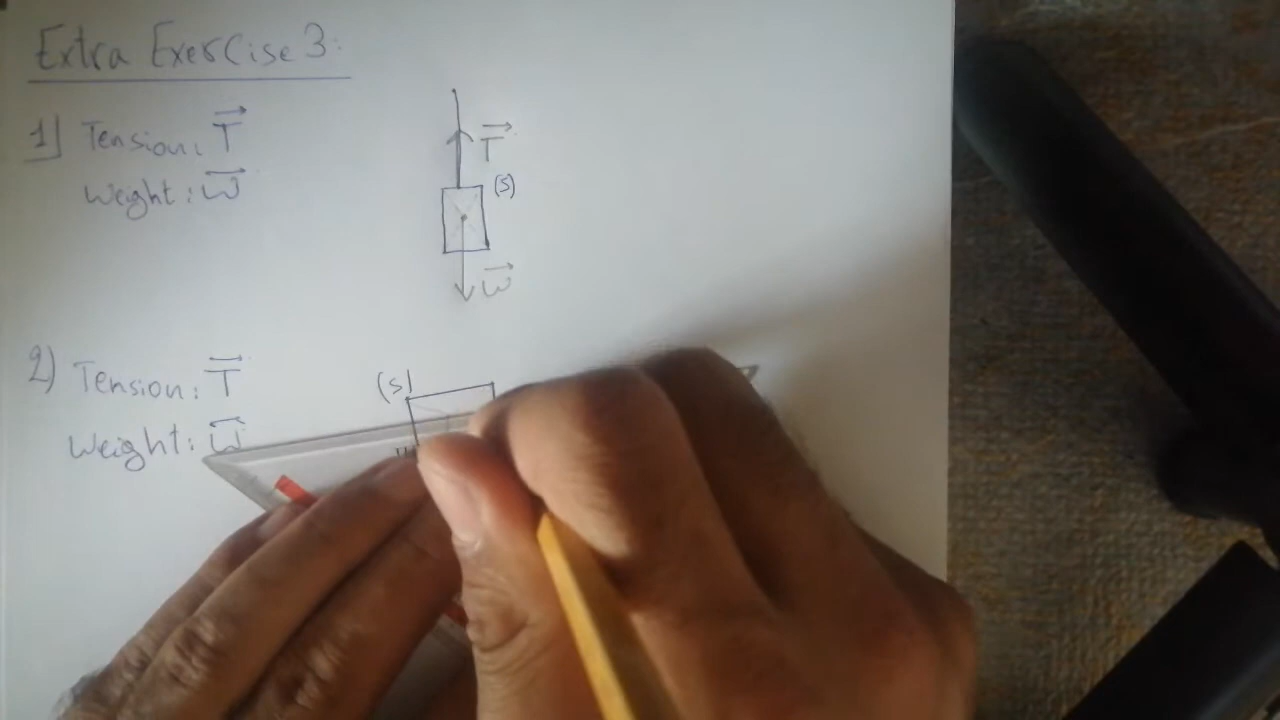 Extra Exercise 3:
1) Tension: T
(S)
Weight: W
T
W
2) Tension: T
(S)
Weight: W